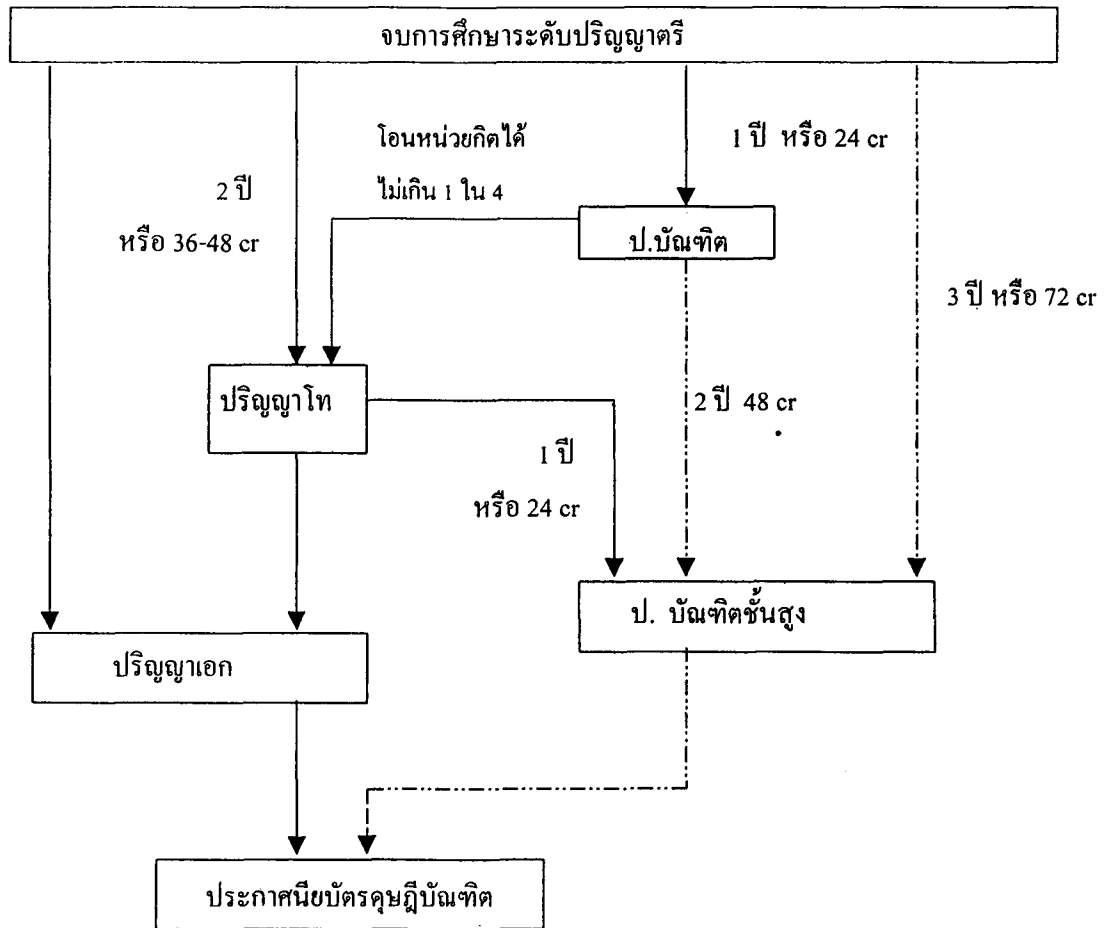 จบการศึกษาระดับปริญญาตรี
โอนหน่วยกิตได้
ไม่เกิน 1 ใน 4
1 ปี หรือ 24 cr
2 ปี
หรือ 36-48 cr
ป.บัณฑิต
3 ปี หรือ 72 cr
ปริญญาโท
2 ปี 48 cr
1 ปี
หรือ 24 cr
ป. บัณฑิตชั้นสูง
ปริญญาเอก
ประกาศนียบัตรดุษฎีบัณฑิต